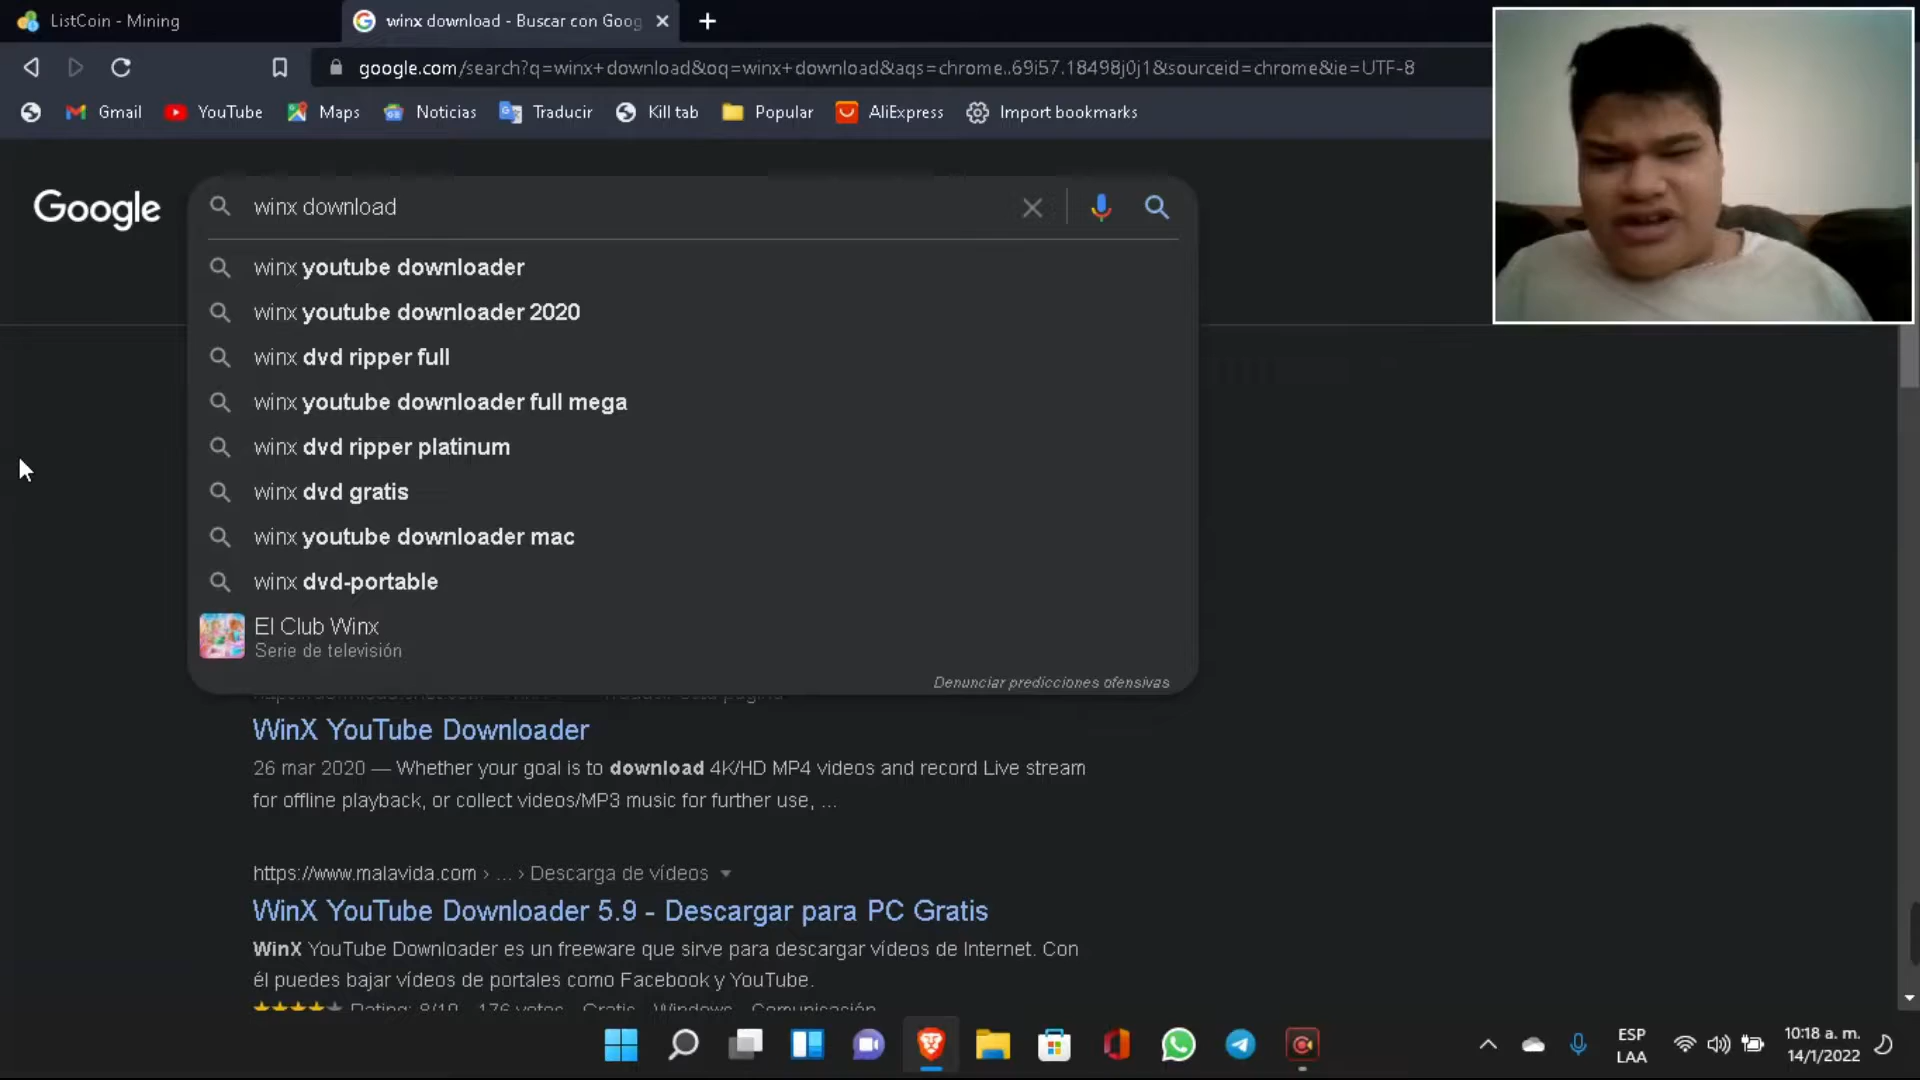 ListCoin - Mining
winx download - Buscar con Goog
google.com/search?q=winx+download&oq=winx+download&aqs=chrome..69i57.18498j0j1&sourceid=chrome&ie=UTF-8
Gmail YouTube Maps Noticias Traducir Kill tab Popular AliExpress Import bookmarks
Google
winx download
winx youtube downloader
winx youtube downloader 2020
winx dvd ripper full
winx youtube downloader full mega
winx dvd ripper platinum
winx dvd gratis
winx youtube downloader mac
winx dvd-portable
El Club Winx
Serie de televisión
Denunciar predicciones ofensivas
WinX YouTube Downloader
26 mar 2020 — Whether your goal is to download 4K/HD MP4 videos and record Live stream
for offline playback, or collect videos/MP3 music for further use, ...
https://www.malavida.com › ... › Descarga de vídeos
WinX YouTube Downloader 5.9 - Descargar para PC Gratis
WinX YouTube Downloader es un freeware que sirve para descargar vídeos de Internet. Con
él puedes bajar vídeos de portales como Facebook y YouTube.
Rating: 8/10 · 176 votos · Gratis · Windows · Comunicación
ESP
LAA
10:18 a. m.
14/1/2022